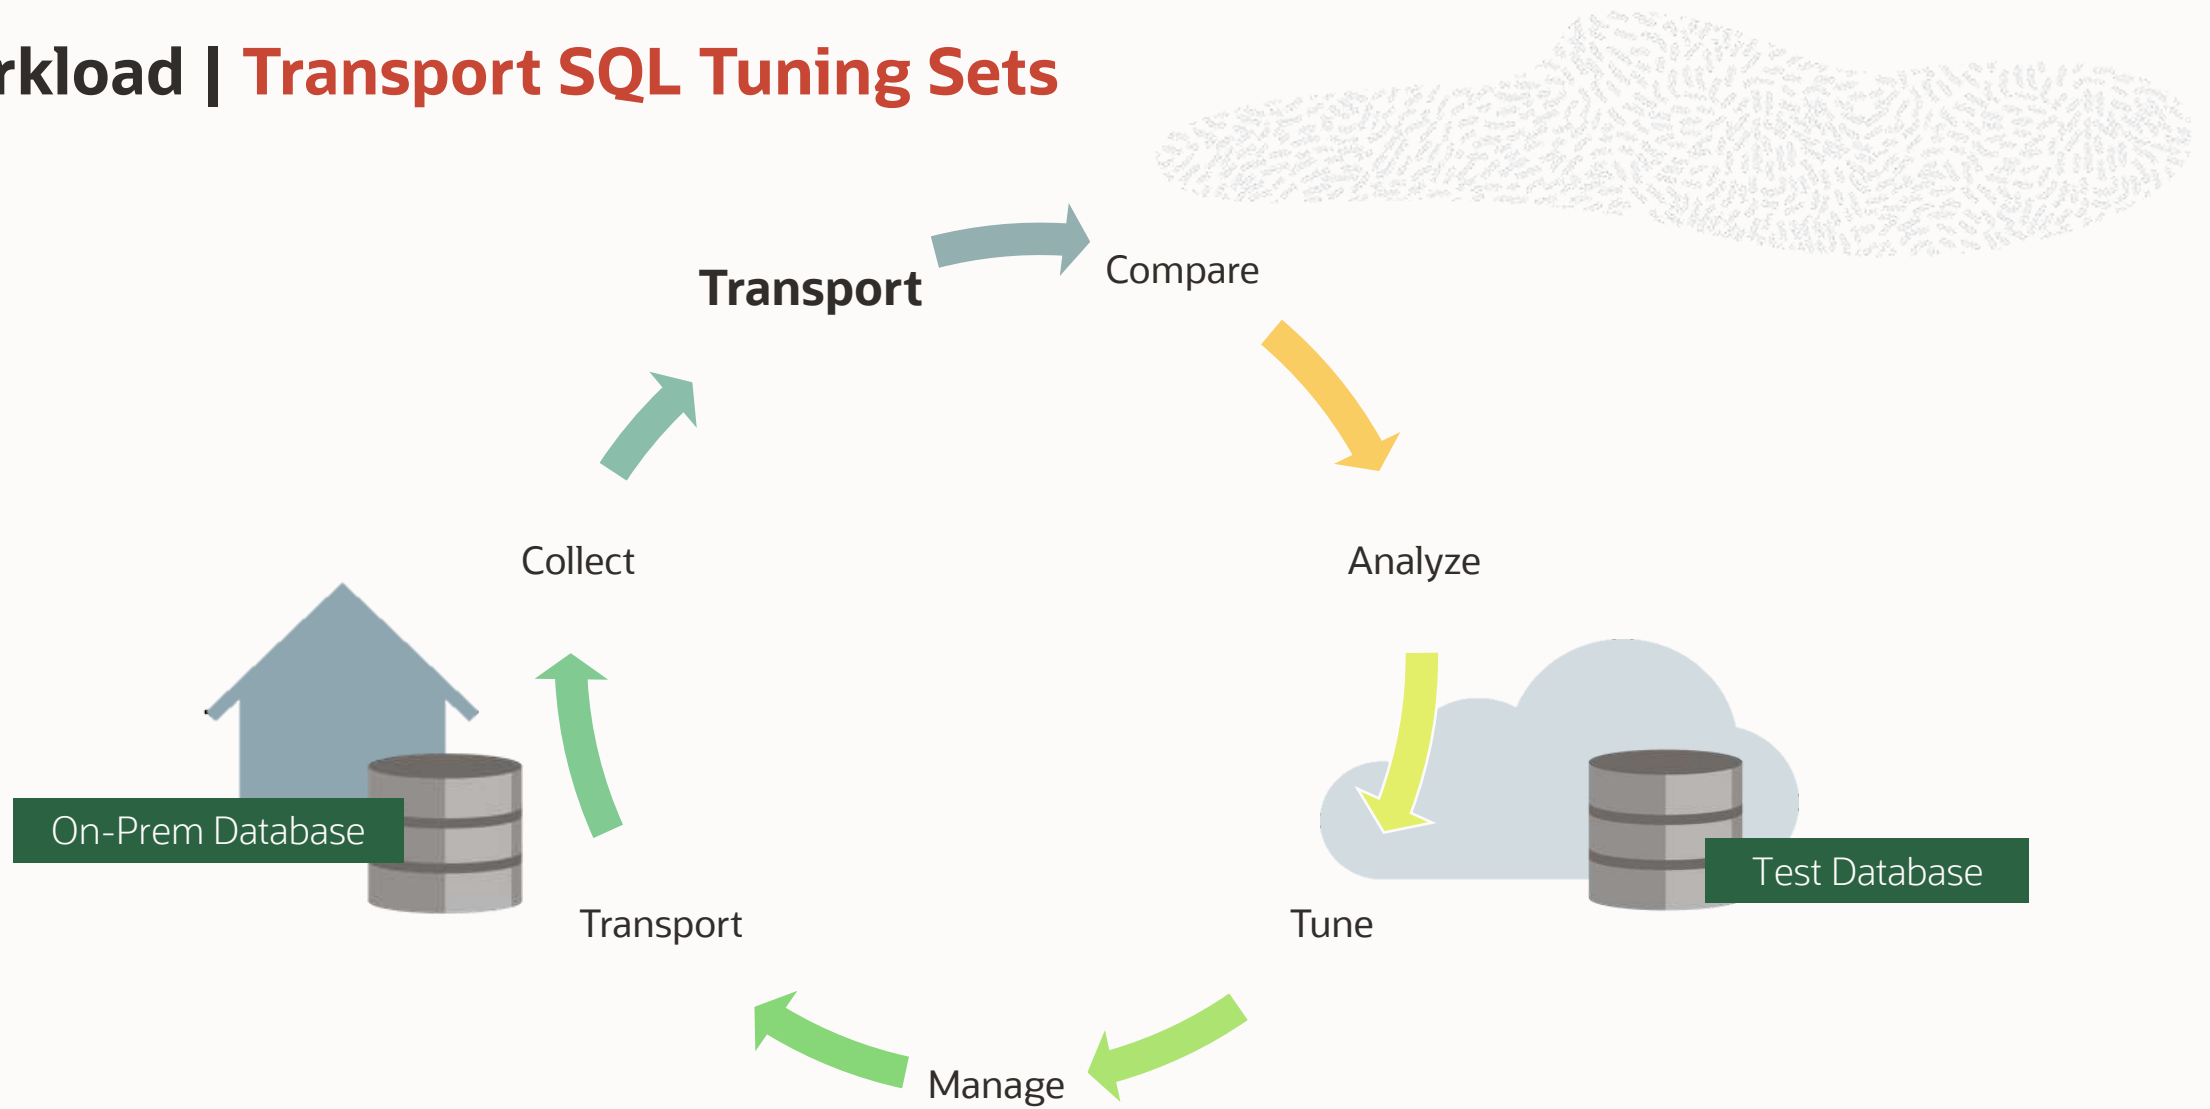 rkload | Transport SQL Tuning Sets
Transport
Compare
Collect
Analyze
On-Prem Database
Test Database
Transport
Tune
Manage